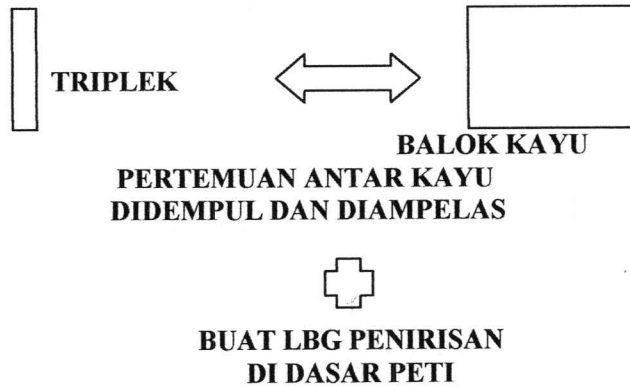 TRIPLEK
BALOK KAYU
PERTEMUAN ANTAR KAYU
DIDEMPUL DAN DIAMPELAS
BUAT LBG PENIRISAN
DI DASAR PETI